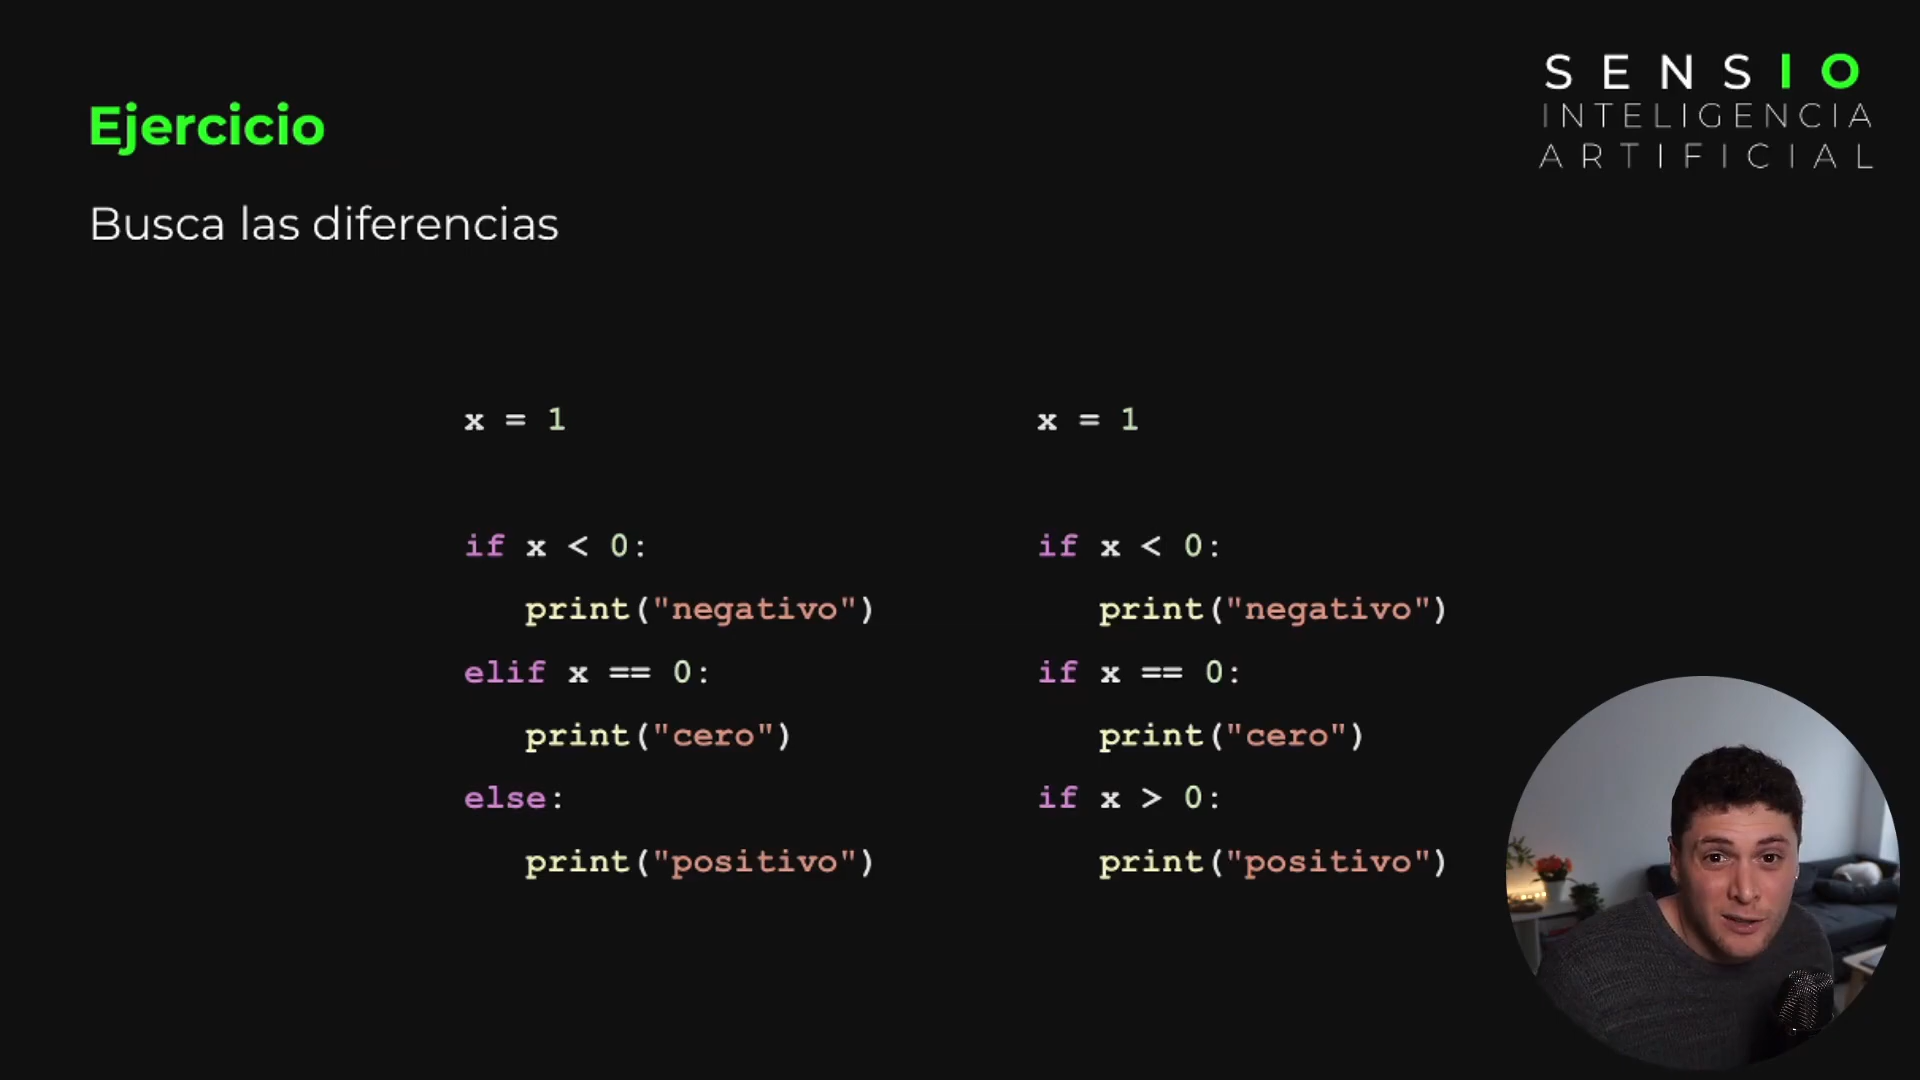 SENSIO
INTELIGENCIA
ARTIFICIAL
Ejercicio
Busca las diferencias
x = 1
if x < 0:
   print("negativo")
elif x == 0:
   print("cero")
else:
   print("positivo")
x = 1
if x < 0:
   print("negativo")
if x == 0:
   print("cero")
if x > 0:
   print("positivo")